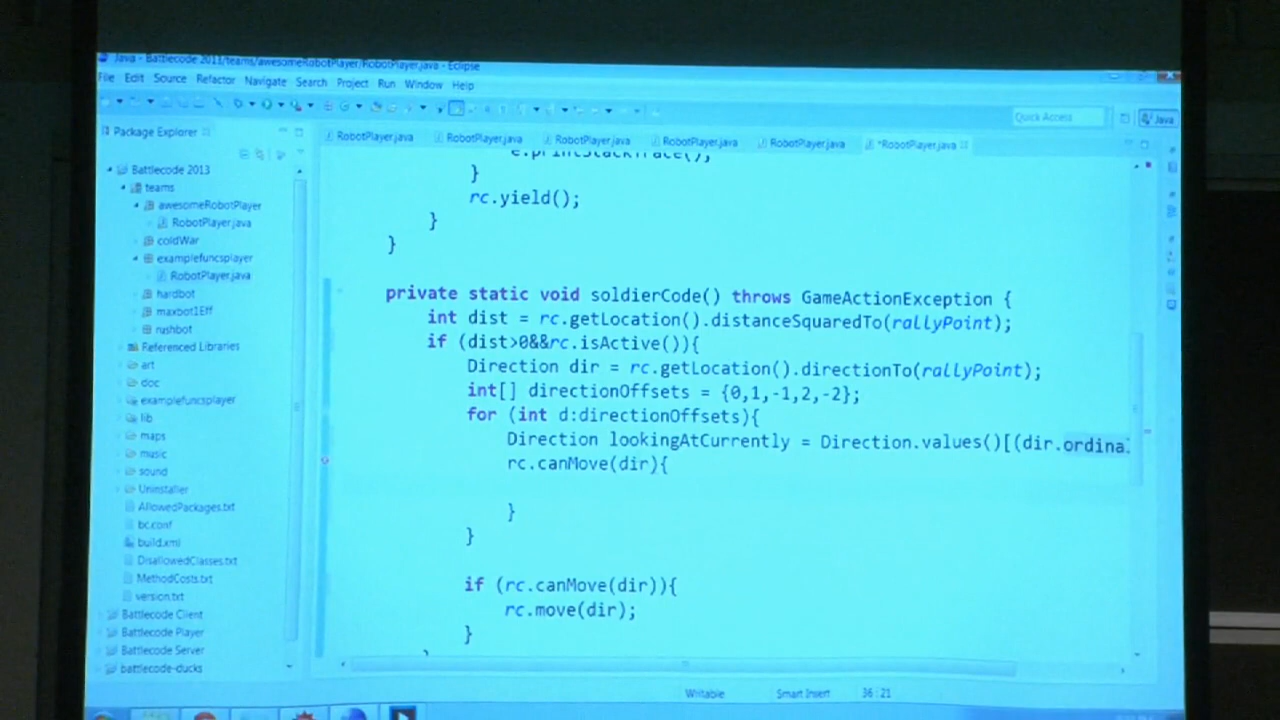 Java - Battlecode 2013/teams/awesomeRobotPlayer/RobotPlayer.java - Eclipse
File Edit Source Refactor Navigate Search Project Run Window Help
Quick Access
Java
Package Explorer
RobotPlayer.java RobotPlayer.java RobotPlayer.java RobotPlayer.java RobotPlayer.java *RobotPlayer.java
Battlecode 2013
teams
awesomeRobotPlayer
RobotPlayer.java
coldWar
examplefuncsplayer
RobotPlayer.java
hardbot
maxbot1Eff
rushbot
Referenced Libraries
art
doc
examplefuncsplayer
lib
maps
music
sound
Uninstaller
AllowedPackages.txt
bc.conf
build.xml
DisallowedClasses.txt
MethodCosts.txt
version.txt
Battlecode Client
Battlecode Player
Battlecode Server
battlecode-ducks
e.printStackTrace();
}
rc.yield();
}
}
private static void soldierCode() throws GameActionException {
int dist = rc.getLocation().distanceSquaredTo(rallyPoint);
if (dist>0&&rc.isActive()){
Direction dir = rc.getLocation().directionTo(rallyPoint);
int[] directionOffsets = {0,1,-1,2,-2};
for (int d:directionOffsets){
Direction lookingAtCurrently = Direction.values()[(dir.ordinal
rc.canMove(dir){
}
}
if (rc.canMove(dir)){
rc.move(dir);
}
Writable Smart Insert 36 : 21